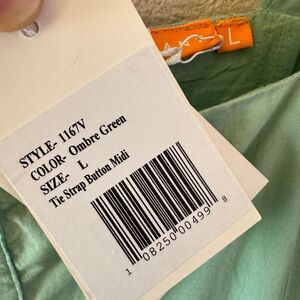 L
STYLE- 1167V
COLOR- Ombre Green
SIZE- L
Tie Strap Button Midi
1 08250 00499 8